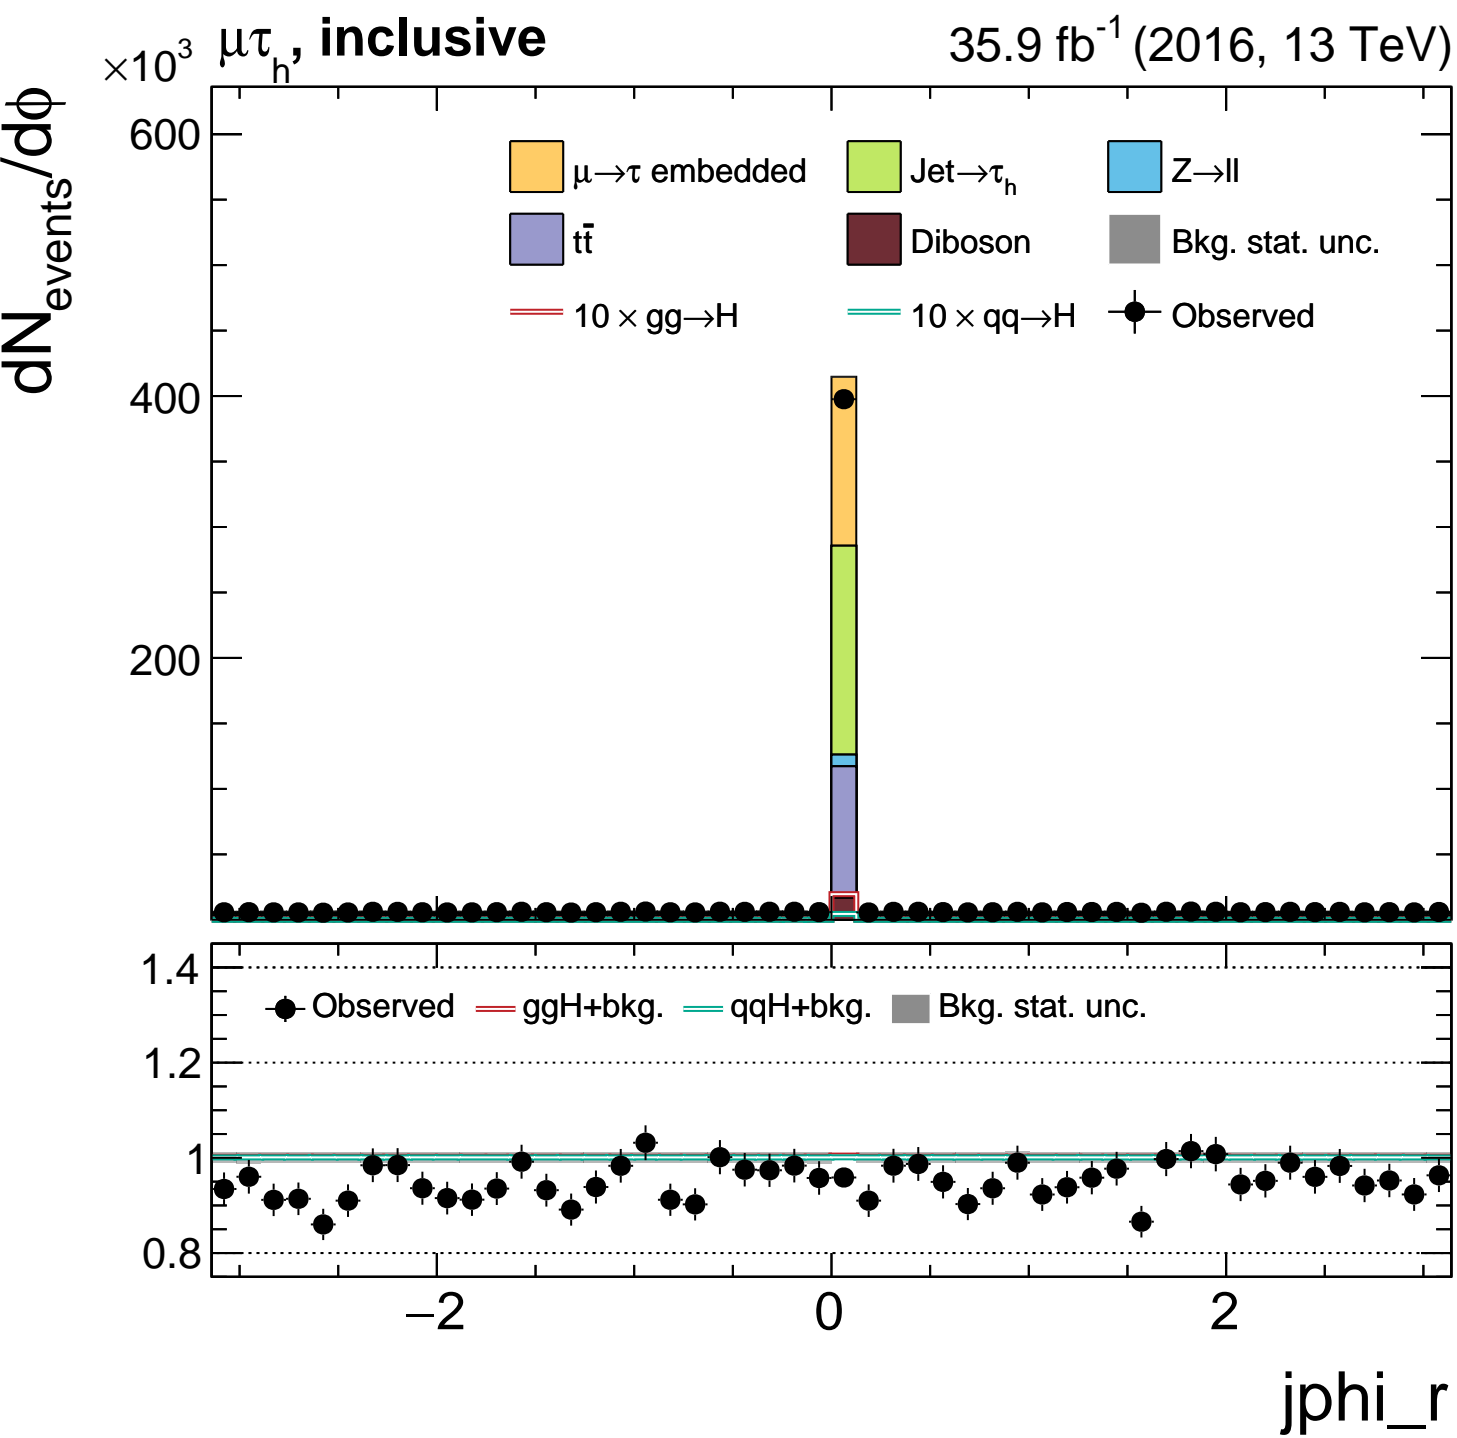 ×10³ μτₕ, inclusive 35.9 fb⁻¹ (2016, 13 TeV)
dN_events/dϕ
600
400
200
μ→τ embedded Jet→τₕ Z→ll
tt̄ Diboson Bkg. stat. unc.
10 × gg→H 10 × qq→H Observed
1.4
1.2
1
0.8
Observed ggH+bkg. qqH+bkg. Bkg. stat. unc.
−2 0 2
jphi_r